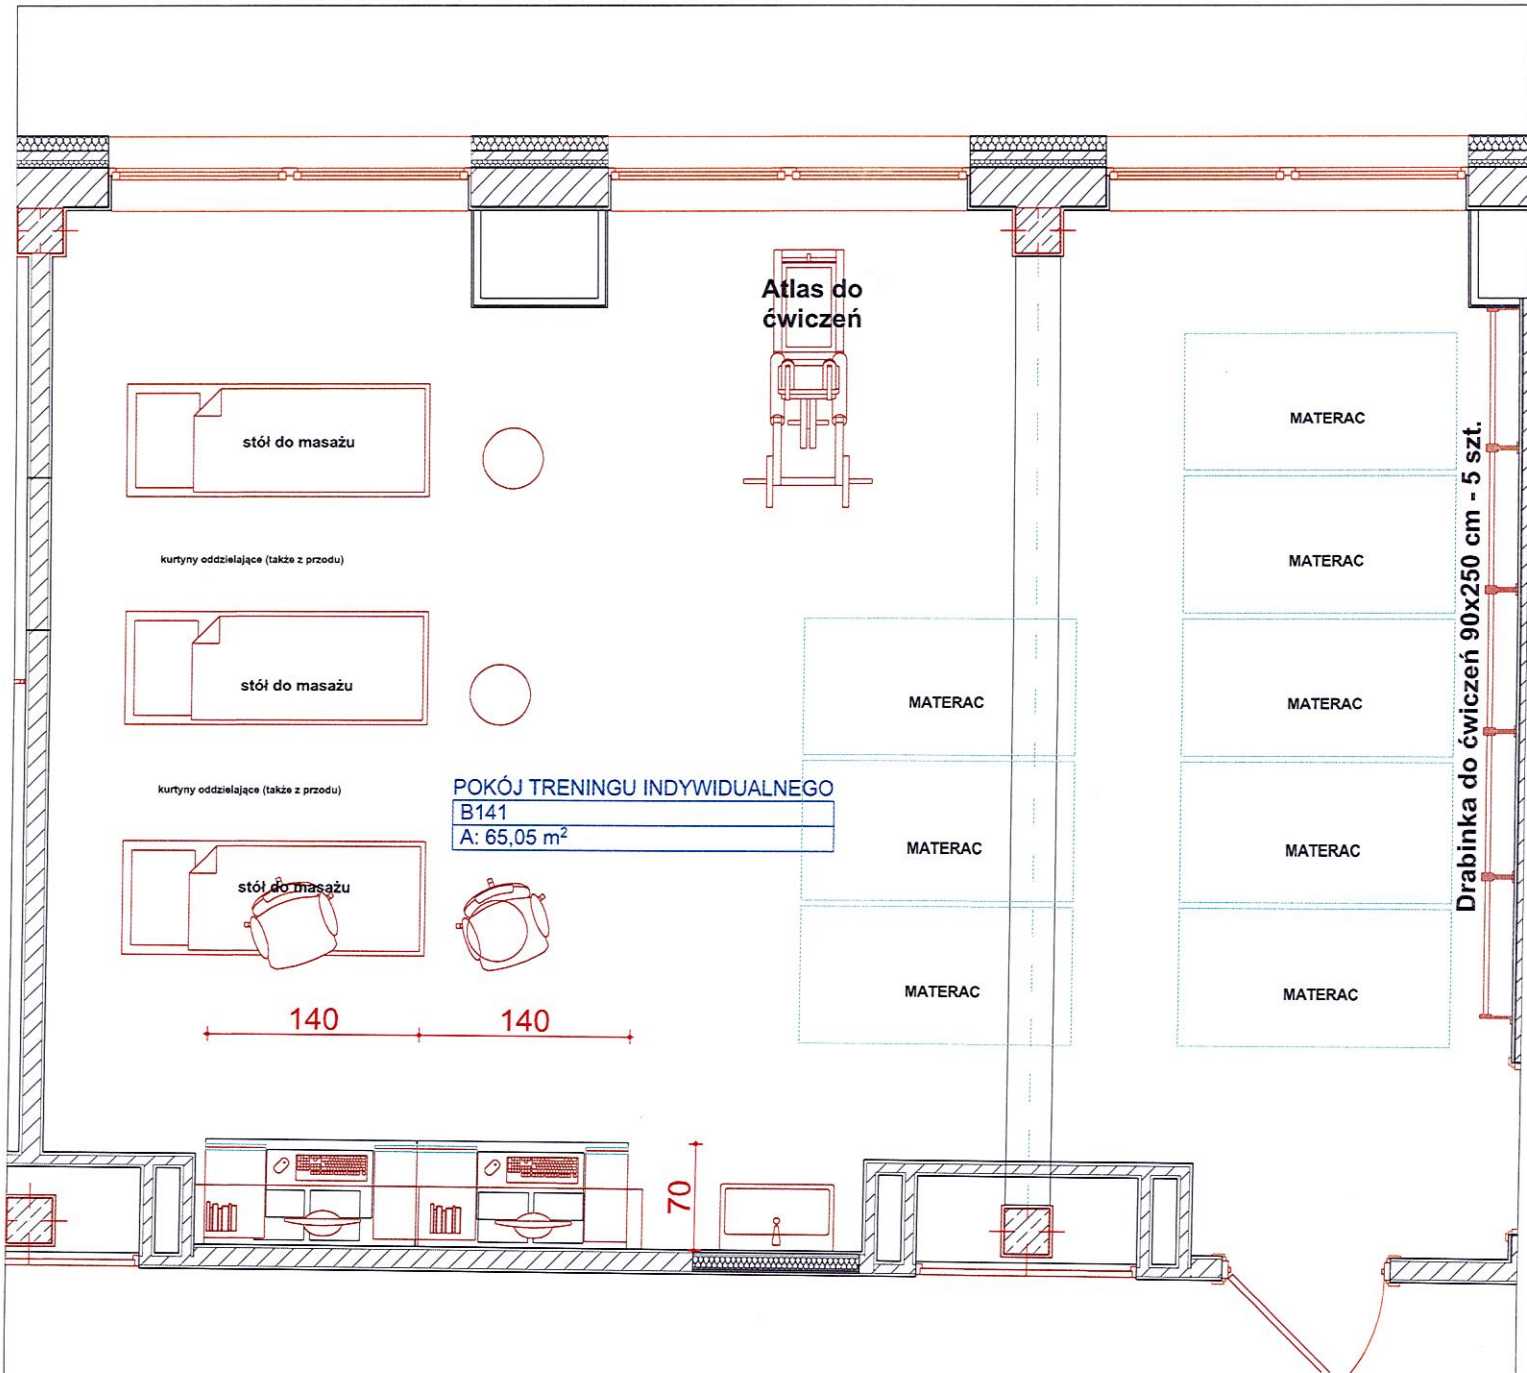 Atlas do
ćwiczeń
MATERAC
stół do masażu
Drabinka do ćwiczeń 90x250 cm - 5 szt.
kurtyny oddzielające (także z przodu)
MATERAC
stół do masażu
MATERAC
MATERAC
kurtyny oddzielające (także z przodu)
POKÓJ TRENINGU INDYWIDUALNEGO
B141
A: 65,05 m²
MATERAC
MATERAC
stół do masażu
MATERAC
MATERAC
140
140
70